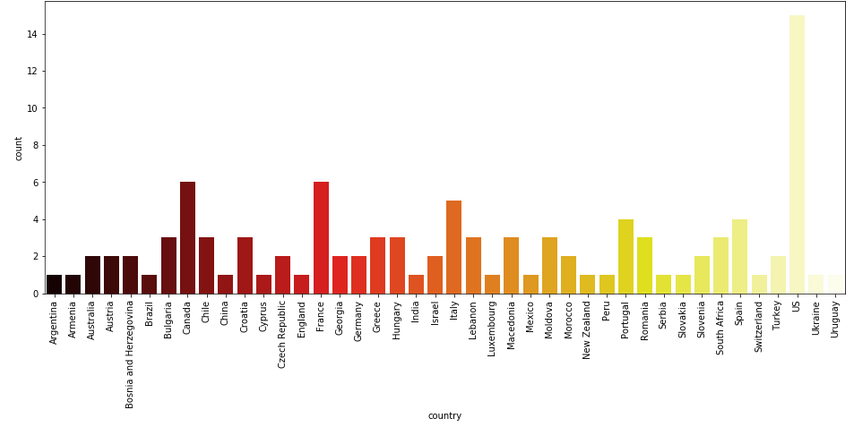 14
12
10
8
6
4
2
0
count
Argentina
Armenia
Australia
Austria
Bosnia and Herzegovina
Brazil
Bulgaria
Canada
Chile
China
Croatia
Cyprus
Czech Republic
England
France
Georgia
Germany
Greece
Hungary
India
Israel
Italy
Lebanon
Luxembourg
Macedonia
Mexico
Moldova
Morocco
New Zealand
Peru
Portugal
Romania
Serbia
Slovakia
Slovenia
South Africa
Spain
Switzerland
Turkey
US
Ukraine
Uruguay
country